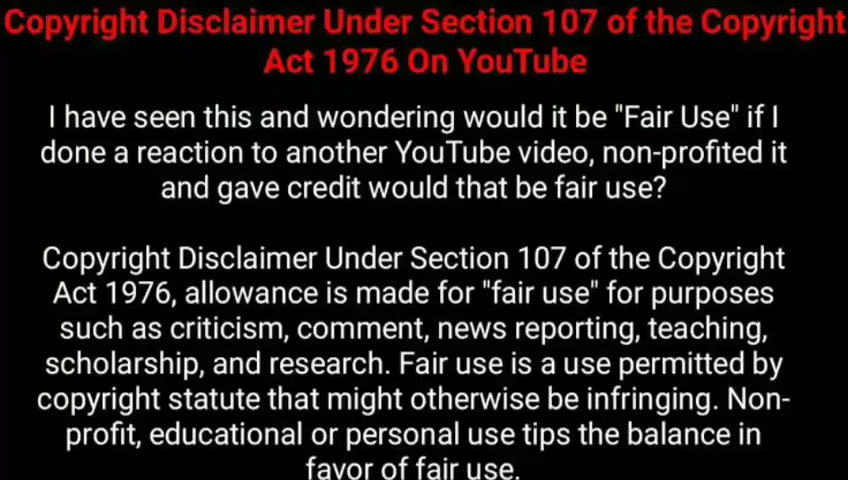 Copyright Disclaimer Under Section 107 of the Copyright
Act 1976 On YouTube
I have seen this and wondering would it be "Fair Use" if I
done a reaction to another YouTube video, non-profited it
and gave credit would that be fair use?
Copyright Disclaimer Under Section 107 of the Copyright
Act 1976, allowance is made for "fair use" for purposes
such as criticism, comment, news reporting, teaching,
scholarship, and research. Fair use is a use permitted by
copyright statute that might otherwise be infringing. Non-
profit, educational or personal use tips the balance in
favor of fair use.